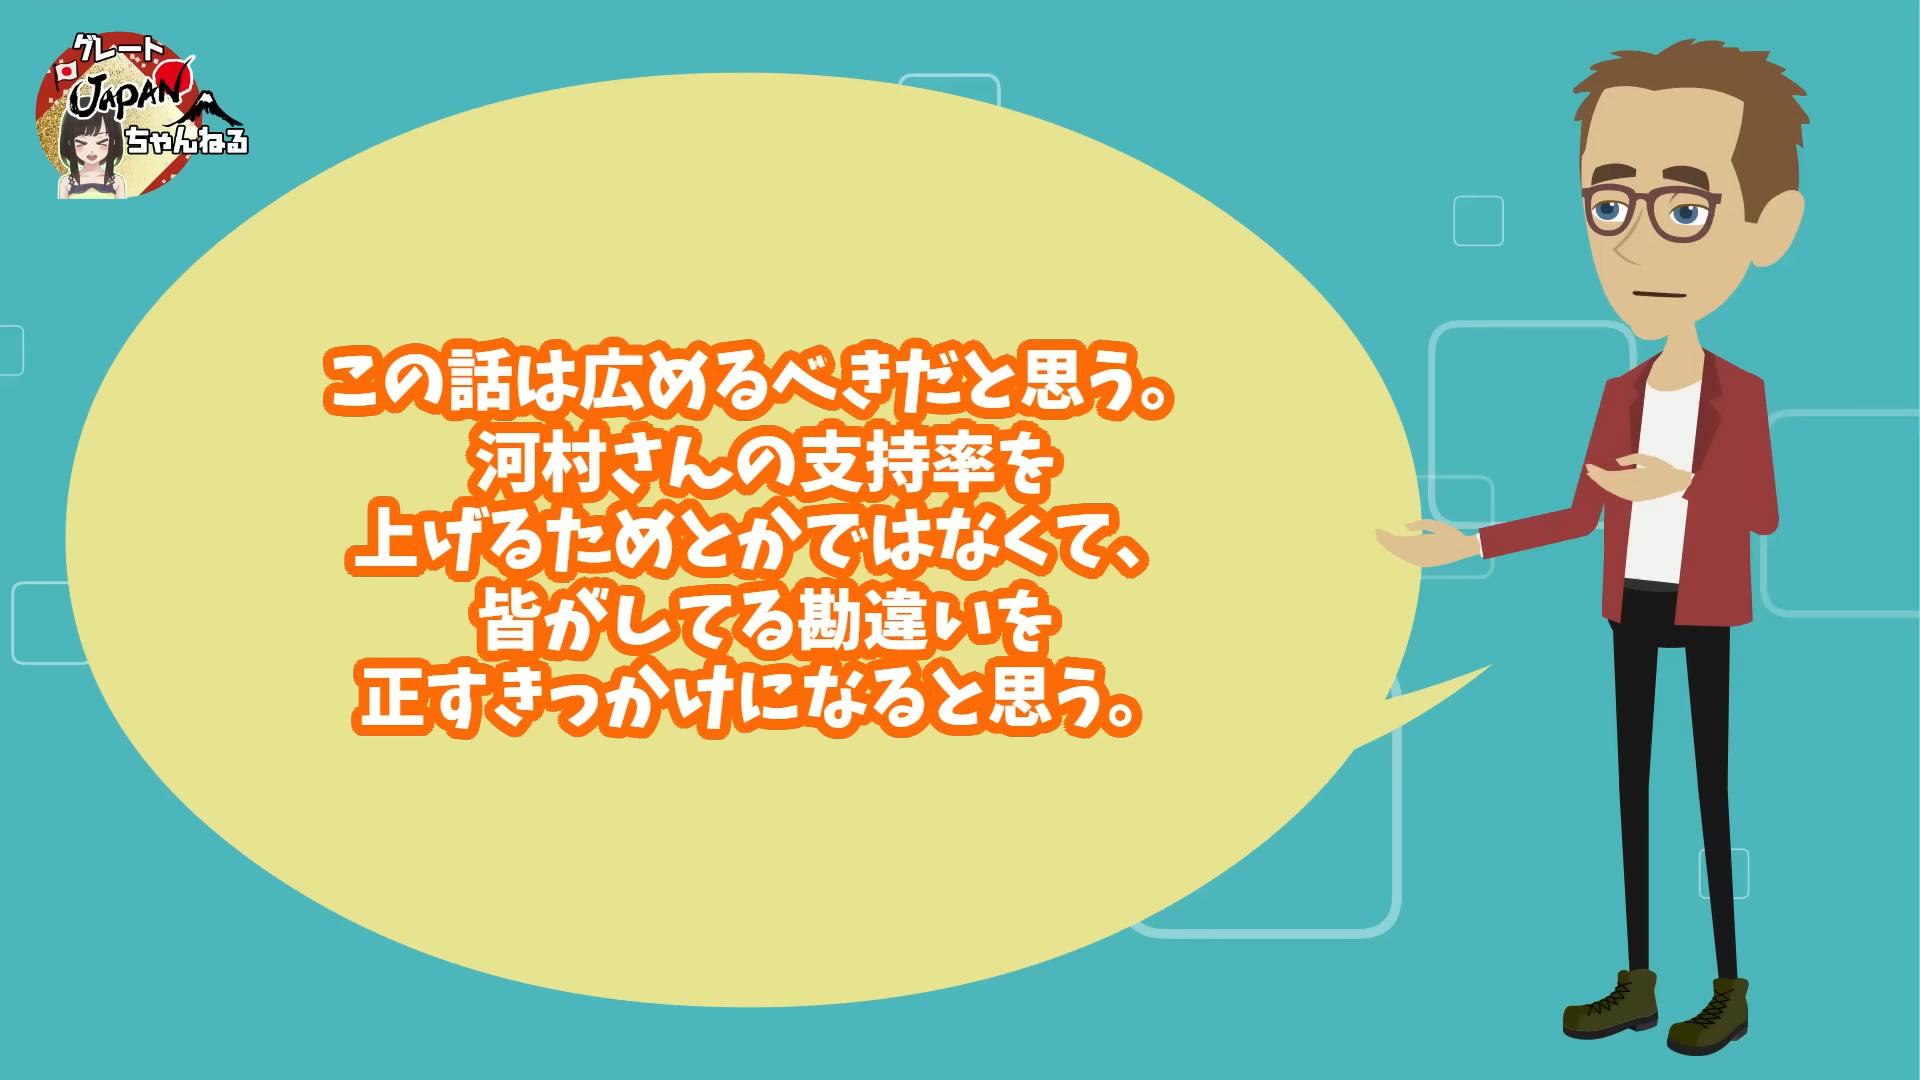 グレート
JAPAN
ちゃんねる
この話は広めるべきだと思う。
河村さんの支持率を
上げるためとかではなくて、
皆がしてる勘違いを
正すきっかけになると思う。